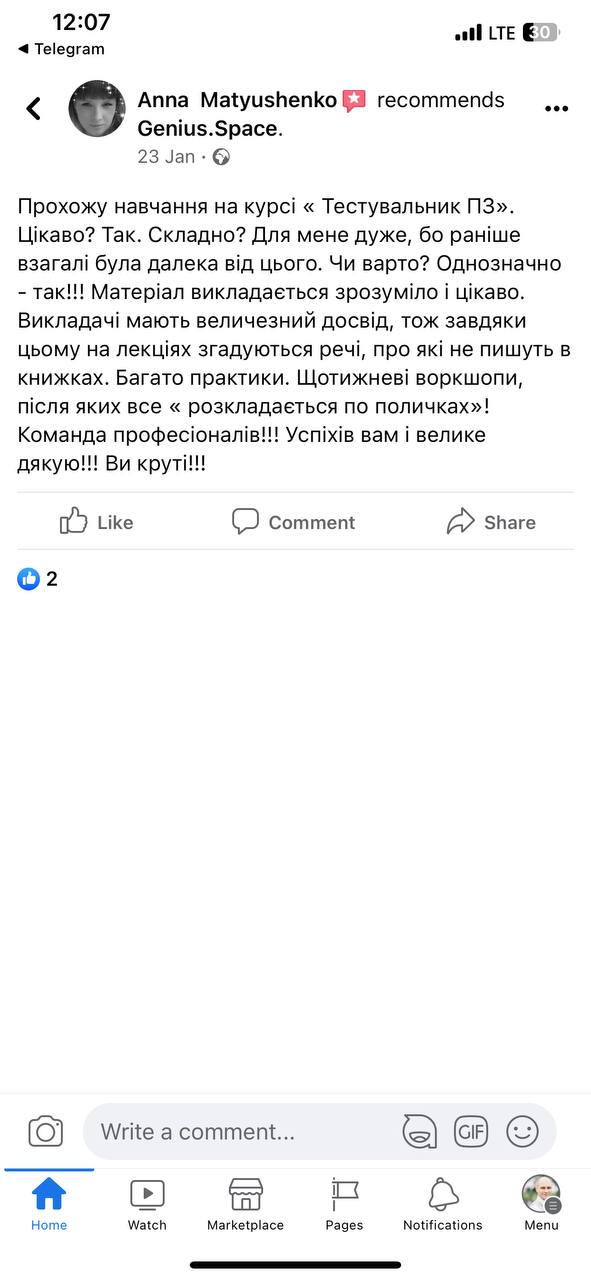 12:07
LTE 30
◀ Telegram
Anna Matyushenko recommends
Genius.Space.
23 Jan ·
Прохожу навчання на курсі « Тестувальник ПЗ».
Цікаво? Так. Складно? Для мене дуже, бо раніше
взагалі була далека від цього. Чи варто? Однозначно
- так!!! Матеріал викладається зрозуміло і цікаво.
Викладачі мають величезний досвід, тож завдяки
цьому на лекціях згадуються речі, про які не пишуть в
книжках. Багато практики. Щотижневі воркшопи,
після яких все « розкладається по поличках»!
Команда професіоналів!!! Успіхів вам і велике
дякую!!! Ви круті!!!
Like Comment Share
2
Write a comment... GIF
Home Watch Marketplace Pages Notifications Menu